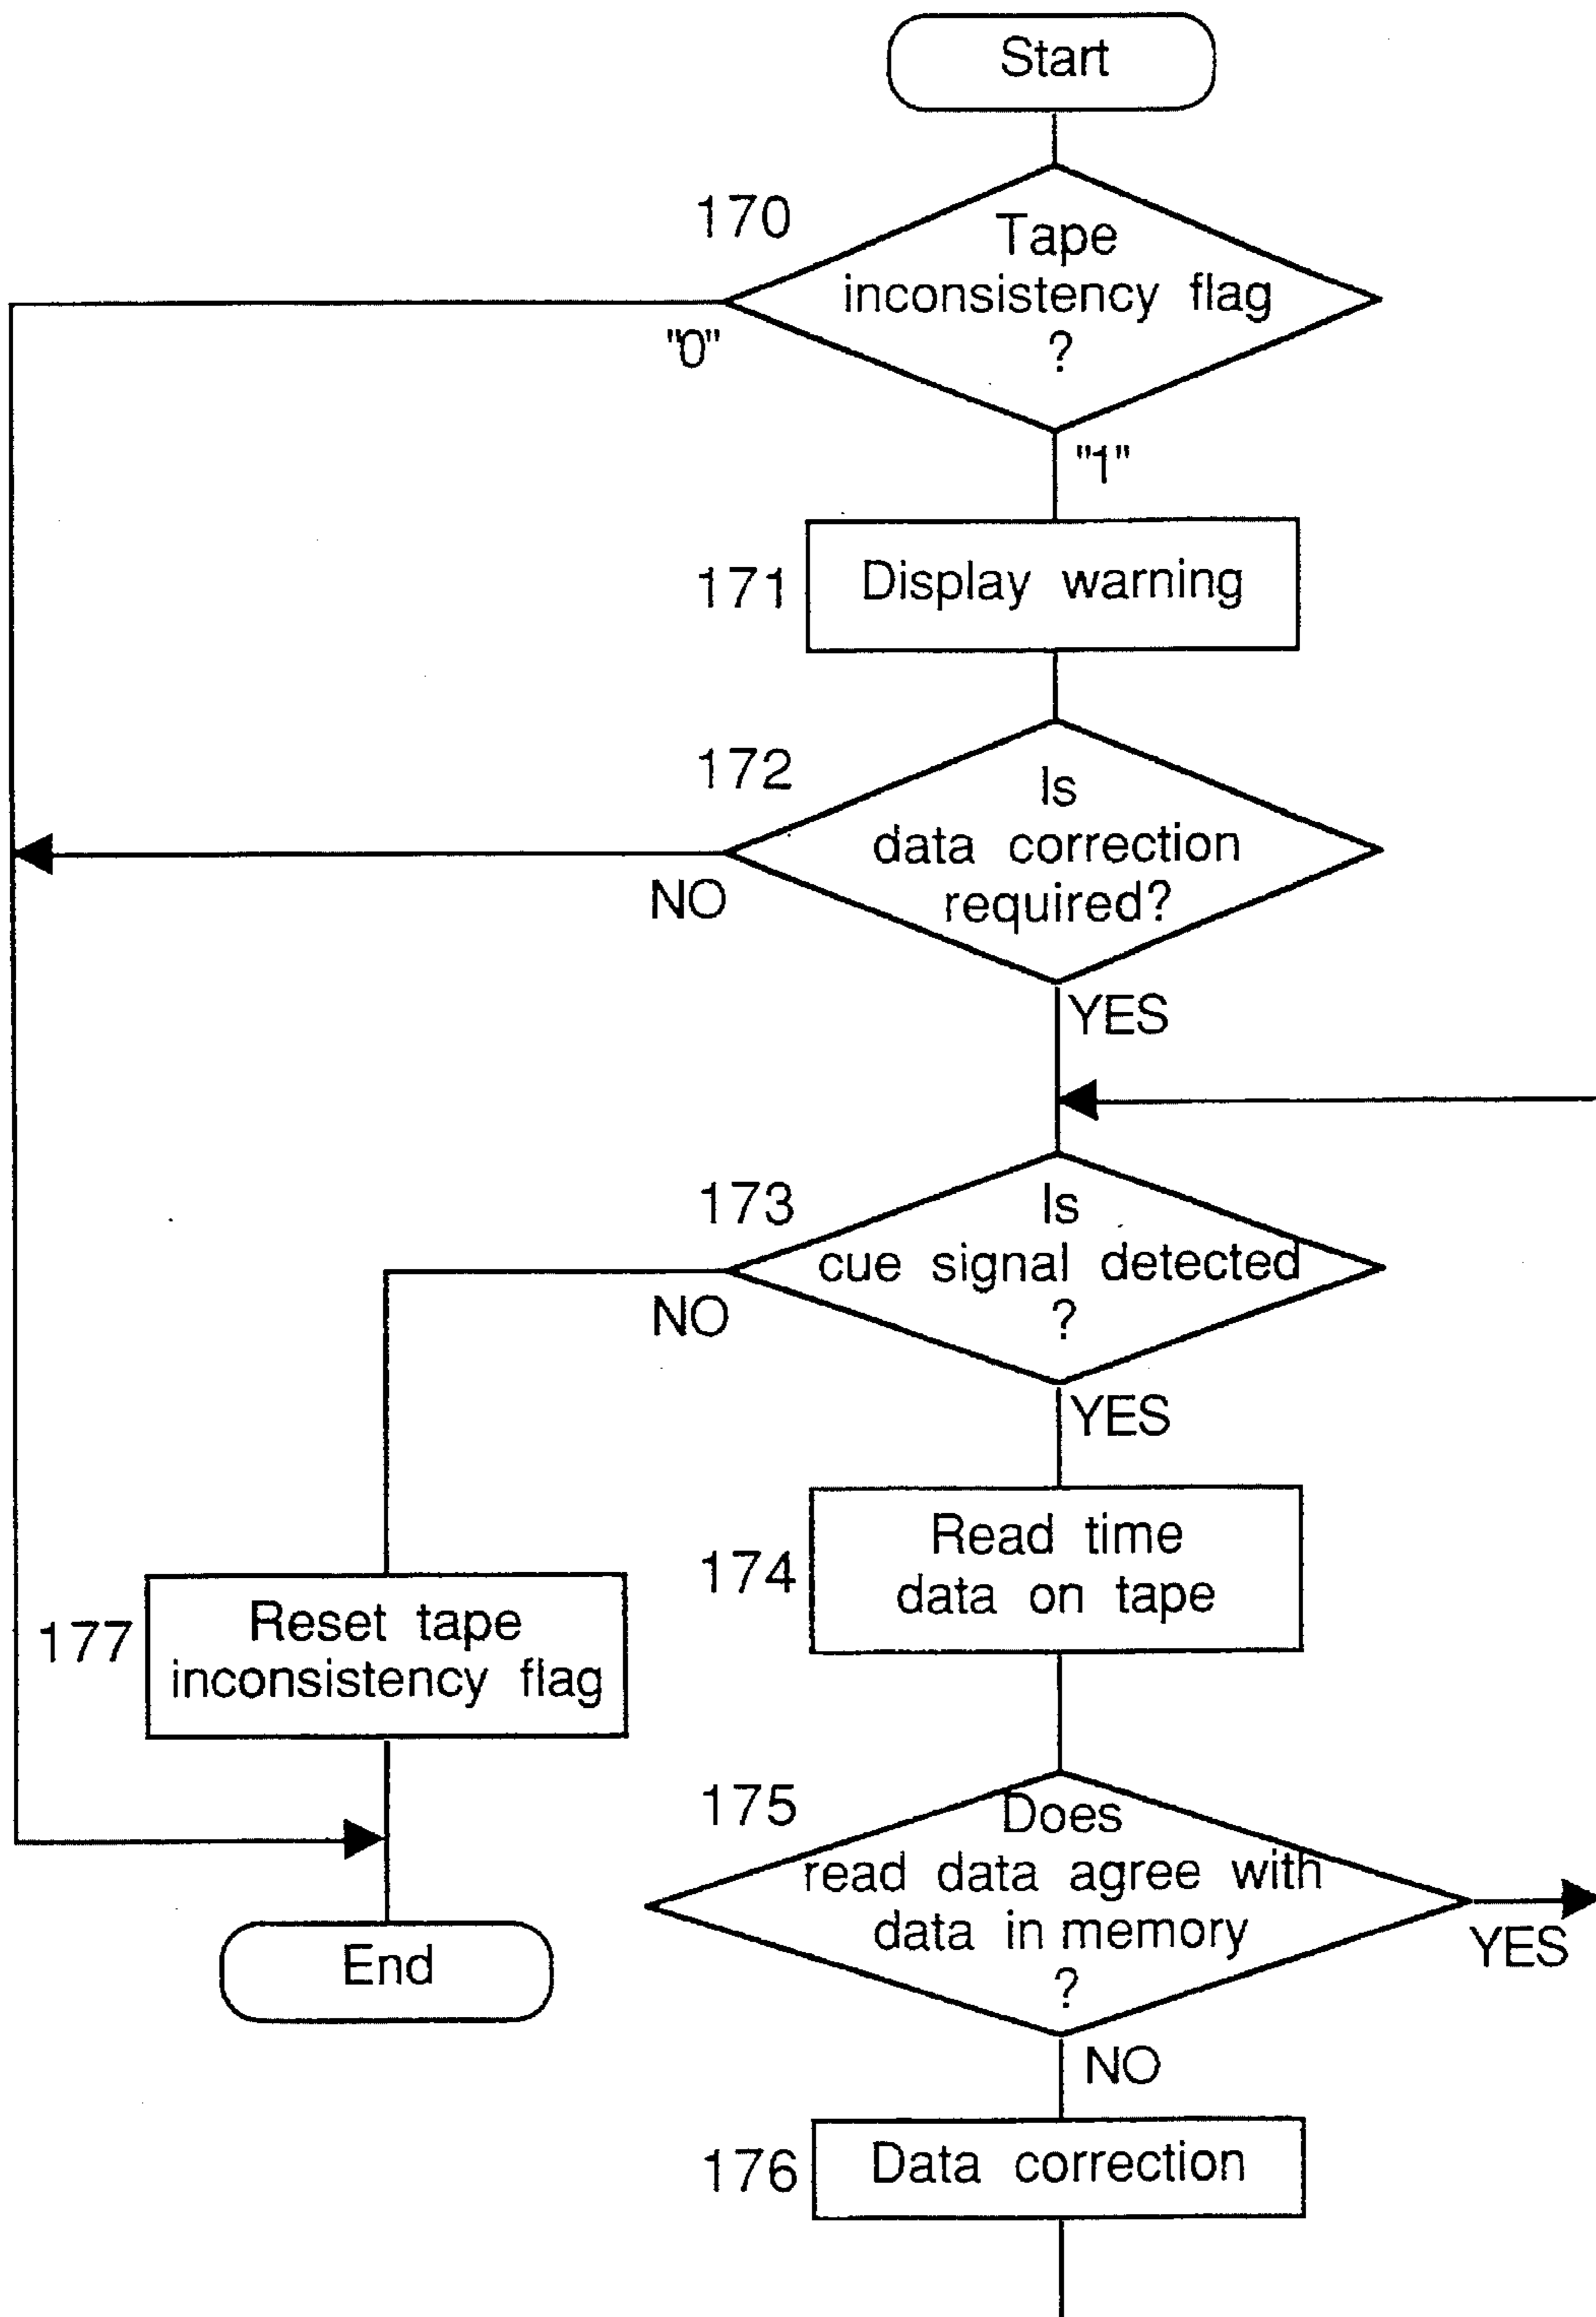 Start
170
Tape
inconsistency flag
?
"0"
"1"
171
Display warning
172
Is
data correction
required?
NO
YES
173
Is
cue signal detected
?
NO
YES
174
Read time
data on tape
177
Reset tape
inconsistency flag
175
Does
read data agree with
data in memory
?
YES
End
NO
176
Data correction